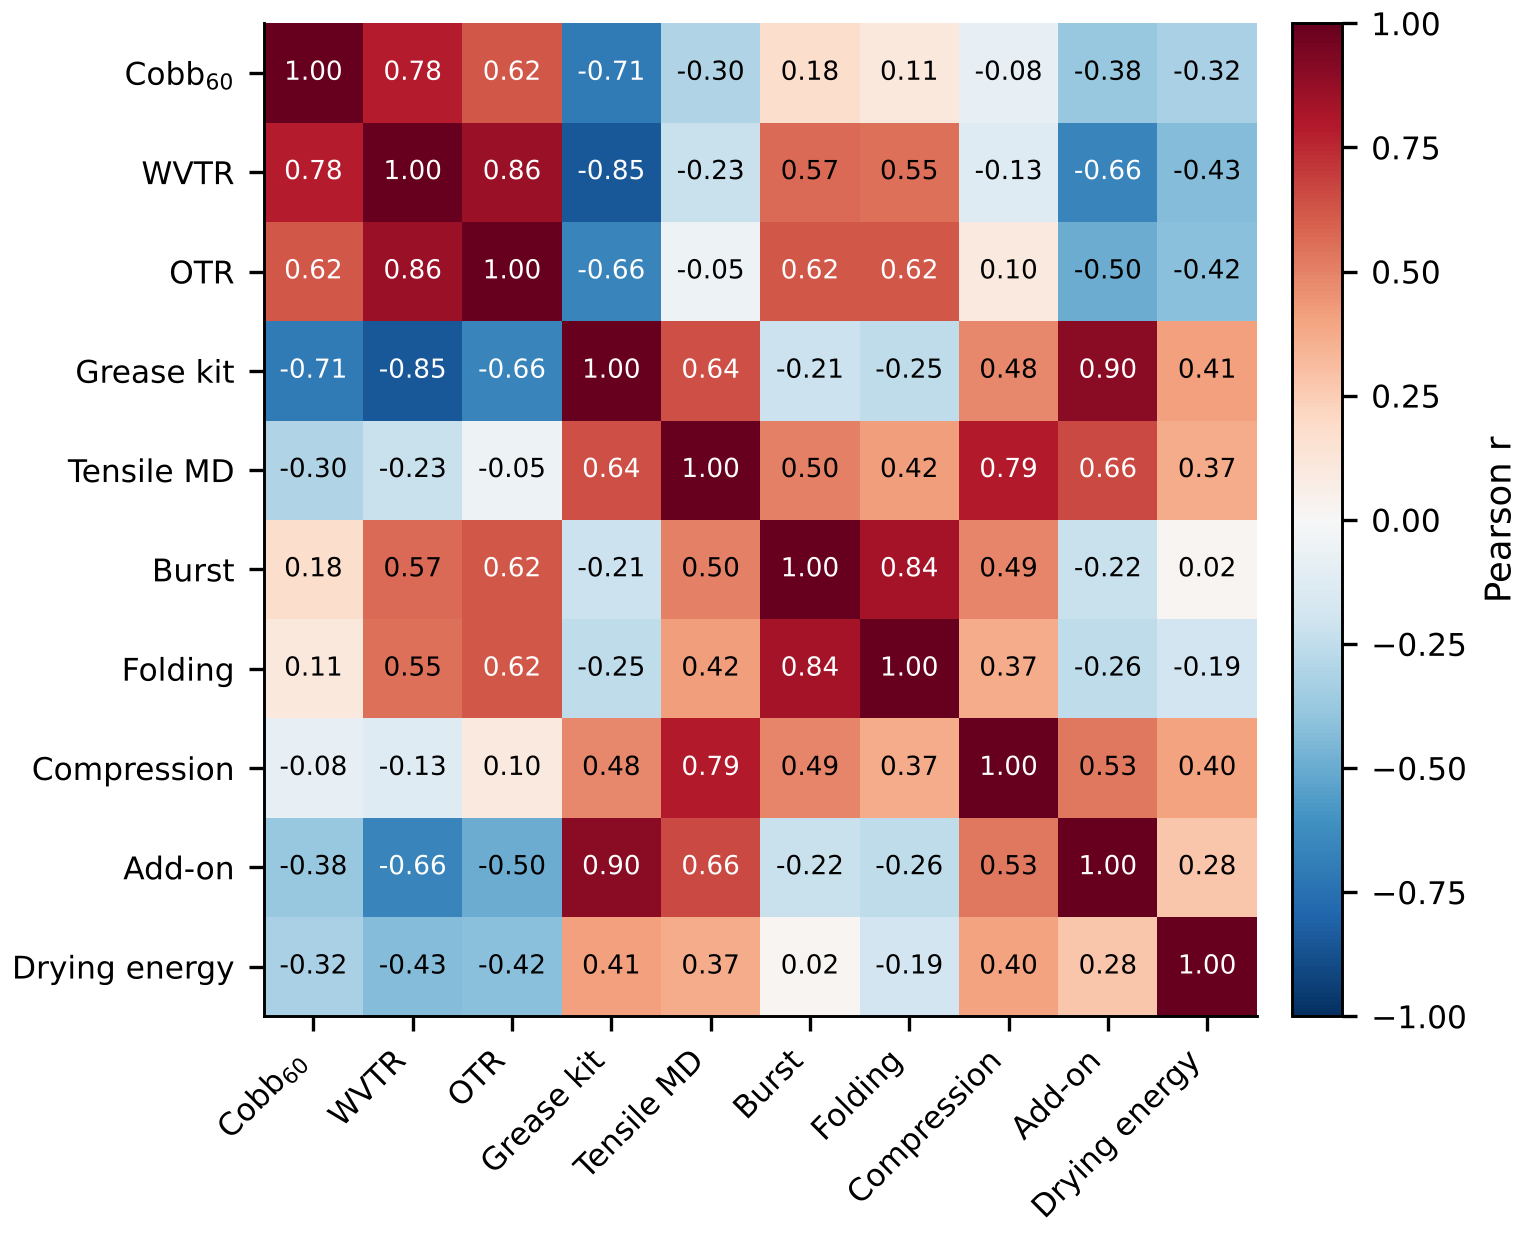 Cobb60 1.00 0.78 0.62 -0.71 -0.30 0.18 0.11 -0.08 -0.38 -0.32
WVTR 0.78 1.00 0.86 -0.85 -0.23 0.57 0.55 -0.13 -0.66 -0.43
OTR 0.62 0.86 1.00 -0.66 -0.05 0.62 0.62 0.10 -0.50 -0.42
Grease kit -0.71 -0.85 -0.66 1.00 0.64 -0.21 -0.25 0.48 0.90 0.41
Tensile MD -0.30 -0.23 -0.05 0.64 1.00 0.50 0.42 0.79 0.66 0.37
Burst 0.18 0.57 0.62 -0.21 0.50 1.00 0.84 0.49 -0.22 0.02
Folding 0.11 0.55 0.62 -0.25 0.42 0.84 1.00 0.37 -0.26 -0.19
Compression -0.08 -0.13 0.10 0.48 0.79 0.49 0.37 1.00 0.53 0.40
Add-on -0.38 -0.66 -0.50 0.90 0.66 -0.22 -0.26 0.53 1.00 0.28
Drying energy -0.32 -0.43 -0.42 0.41 0.37 0.02 -0.19 0.40 0.28 1.00
Cobb60
WVTR
OTR
Grease kit
Tensile MD
Burst
Folding
Compression
Add-on
Drying energy
1.00
0.75
0.50
0.25
0.00
−0.25
−0.50
−0.75
−1.00
Pearson r